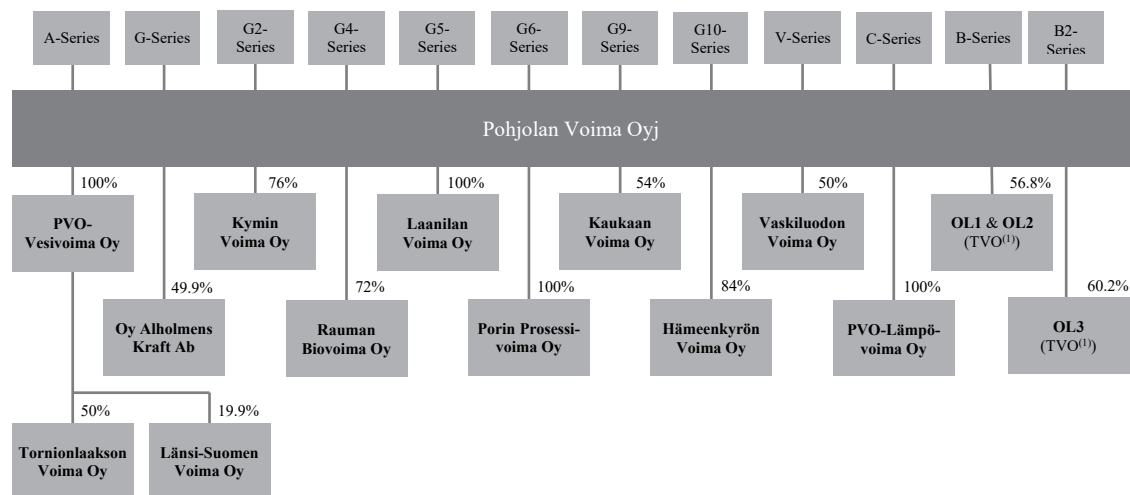 A-Series
G-Series
G2-
Series
G4-
Series
G5-
Series
G6-
Series
G9-
Series
G10-
Series
V-Series
C-Series
B-Series
B2-
Series
Pohjolan Voima Oyj
100%
76%
100%
54%
50%
56.8%
PVO-
Vesivoima Oy
Kymin
Voima Oy
Laanilan
Voima Oy
Kaukaan
Voima Oy
Vaskiluodon
Voima Oy
OL1 & OL2
(TVO(1))
49.9%
72%
100%
84%
100%
60.2%
Oy Alholmens
Kraft Ab
Rauman
Biovoima Oy
Porin Prosessi-
voima Oy
Hämeenkyrön
Voima Oy
PVO-Lämpö-
voima Oy
OL3
(TVO(1))
50%
19.9%
Tornionlaakson
Voima Oy
Länsi-Suomen
Voima Oy